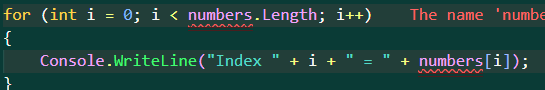 for (int i = 0; i < numbers.Length; i++) The name 'numbe
{
Console.WriteLine("Index " + i + " = " + numbers[i]);
}